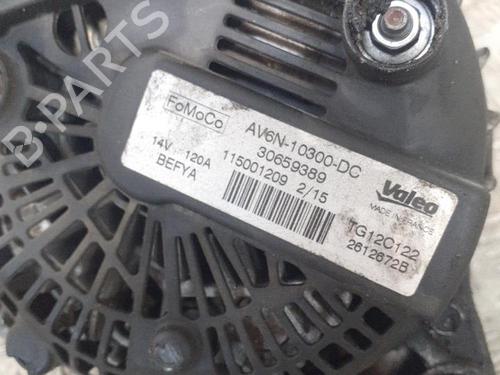 B-PARTS
FoMoCo
AV6N-10300-DC
30659389
14V 120A
115001209 2/15
BEFYA
Valeo
MADE IN FRANCE
TG12C122
2612672B